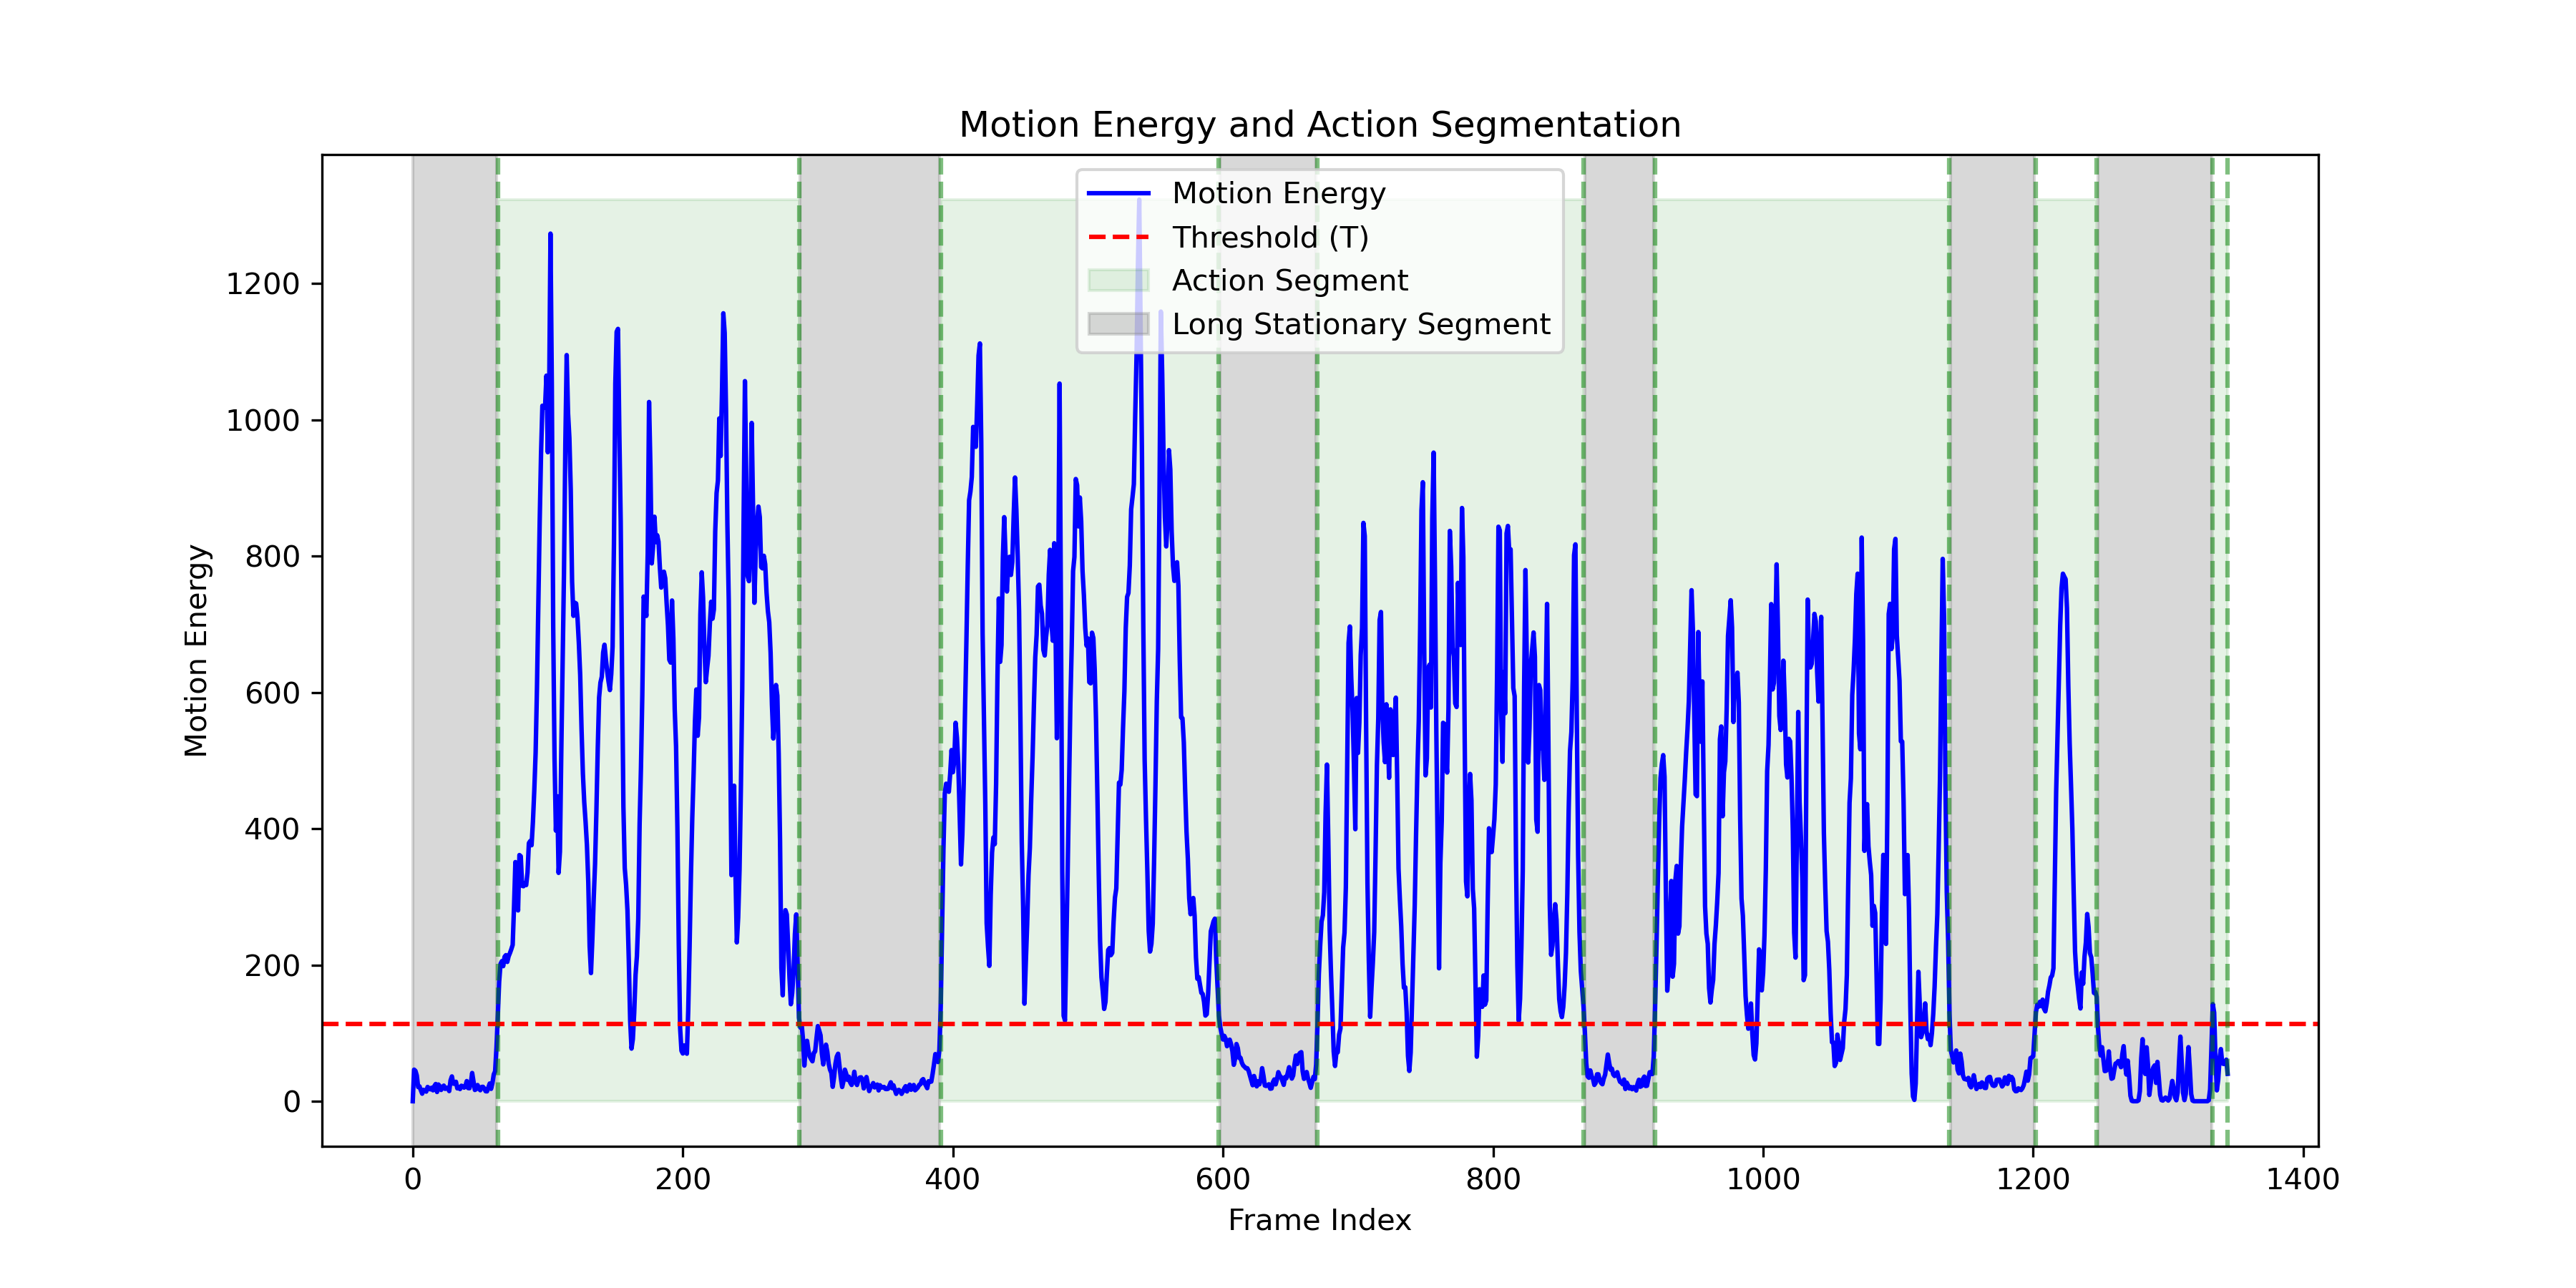 Motion Energy and Action Segmentation
Motion Energy
Threshold (T)
Action Segment
Long Stationary Segment
1200
1000
800
600
400
200
0
Motion Energy
0 200 400 600 800 1000 1200 1400
Frame Index